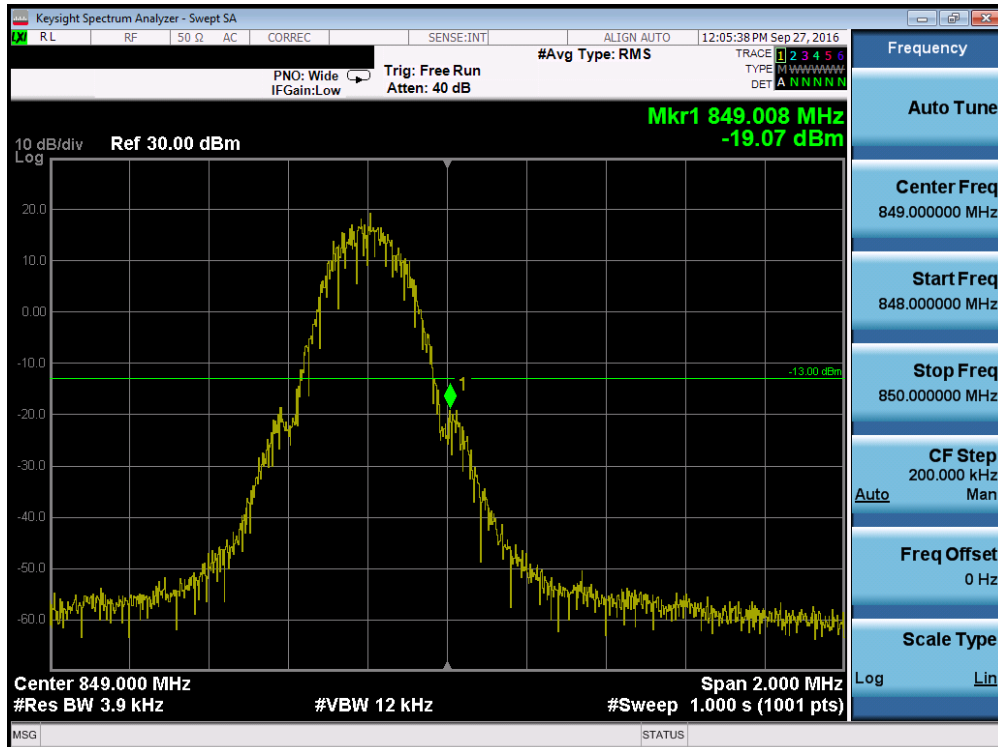 Keysight Spectrum Analyzer - Swept SA
LXI RL RF 50 Ω AC CORREC SENSE:INT ALIGN AUTO 12:05:38 PM Sep 27, 2016
#Avg Type: RMS
TRACE 1 2 3 4 5 6
TYPE M WWWWW
DET A N N N N N
PNO: Wide
IFGain:Low
Trig: Free Run
Atten: 40 dB
Mkr1 849.008 MHz
-19.07 dBm
10 dB/div Ref 30.00 dBm
Log
20.0
10.0
0.00
-10.0
-13.00 dBm
1
-20.0
-30.0
-40.0
-50.0
-60.0
Center 849.000 MHz Span 2.000 MHz
#Res BW 3.9 kHz #VBW 12 kHz #Sweep 1.000 s (1001 pts)
MSG STATUS
Frequency
Auto Tune
Center Freq
849.000000 MHz
Start Freq
848.000000 MHz
Stop Freq
850.000000 MHz
CF Step
200.000 kHz
Auto Man
Freq Offset
0 Hz
Scale Type
Log Lin